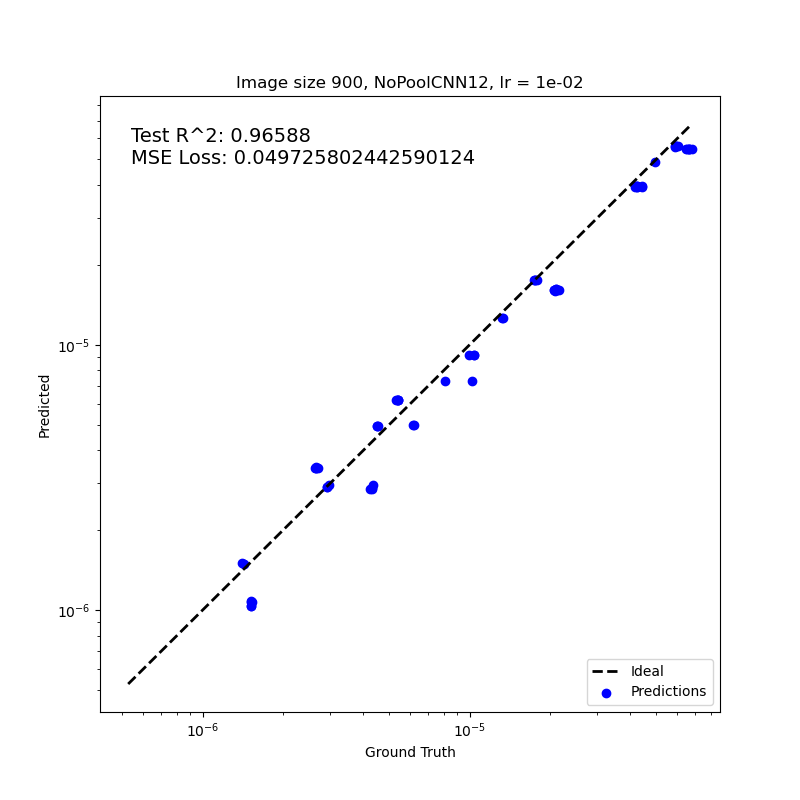 Image size 900, NoPoolCNN12, lr = 1e-02
Test R^2: 0.96588
MSE Loss: 0.049725802442590124
10⁻⁵
10⁻⁶
Predicted
10⁻⁶
10⁻⁵
Ground Truth
Ideal
Predictions